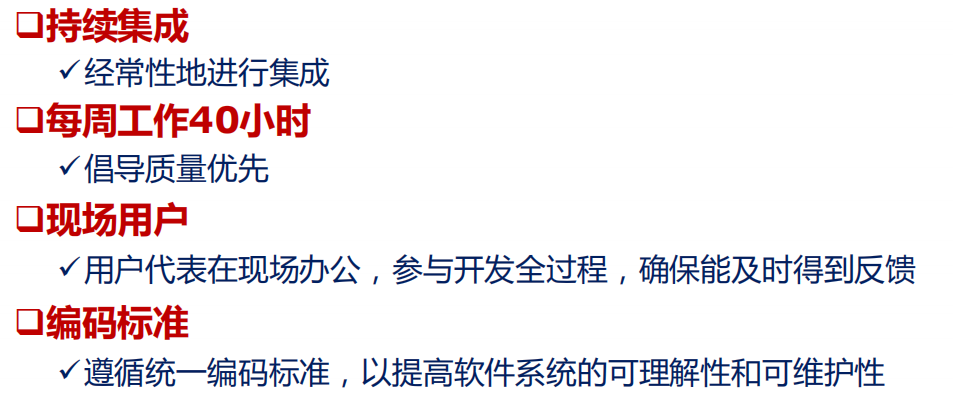 ❑持续集成
✓经常性地进行集成
❑每周工作40小时
✓倡导质量优先
❑现场用户
✓用户代表在现场办公，参与开发全过程，确保能及时得到反馈
❑编码标准
✓遵循统一编码标准，以提高软件系统的可理解性和可维护性